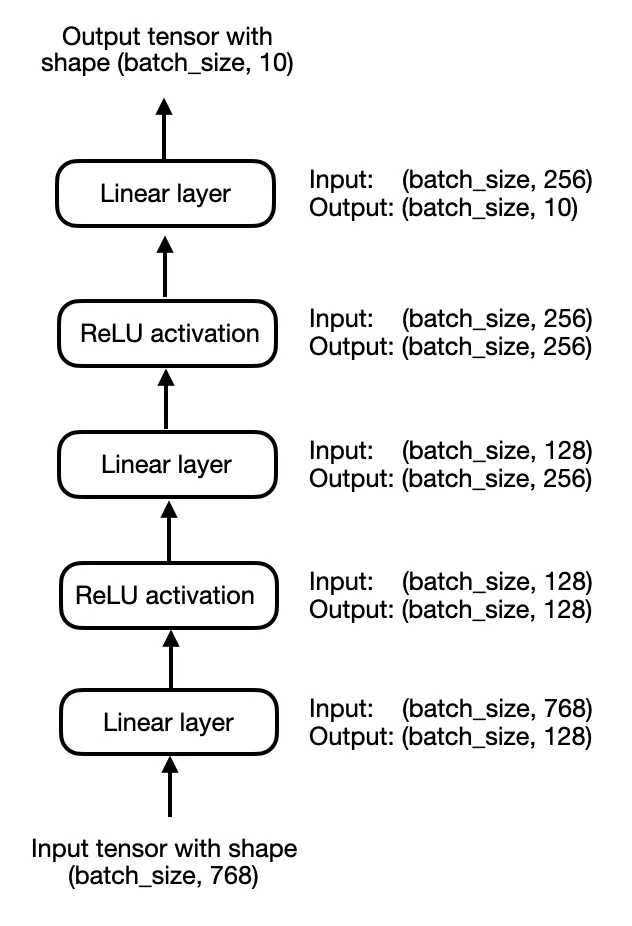 Output tensor with
shape (batch_size, 10)
Linear layer
Input: (batch_size, 256)
Output: (batch_size, 10)
ReLU activation
Input: (batch_size, 256)
Output: (batch_size, 256)
Linear layer
Input: (batch_size, 128)
Output: (batch_size, 256)
ReLU activation
Input: (batch_size, 128)
Output: (batch_size, 128)
Linear layer
Input: (batch_size, 768)
Output: (batch_size, 128)
Input tensor with shape
(batch_size, 768)